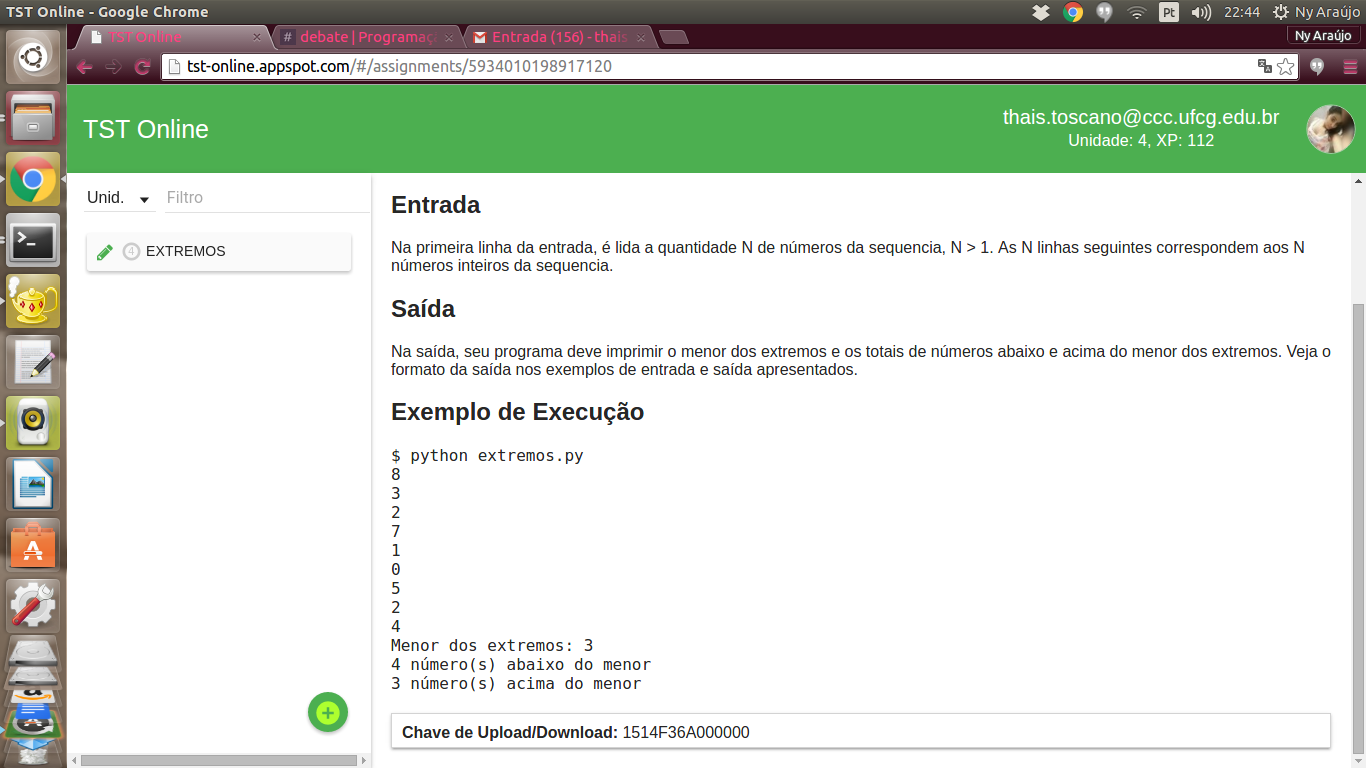 TST Online - Google Chrome
Pt
22:44
Ny Araújo
TST Online
# debate | Programaç
Entrada (156) - thais
Ny Araújo
tst-online.appspot.com/#/assignments/5934010198917120
TST Online
thais.toscano@ccc.ufcg.edu.br
Unidade: 4, XP: 112
Unid.
Filtro
4 EXTREMOS
Entrada
Na primeira linha da entrada, é lida a quantidade N de números da sequencia, N > 1. As N linhas seguintes correspondem aos N
números inteiros da sequencia.
Saída
Na saída, seu programa deve imprimir o menor dos extremos e os totais de números abaixo e acima do menor dos extremos. Veja o
formato da saída nos exemplos de entrada e saída apresentados.
Exemplo de Execução
$ python extremos.py
8
3
2
7
1
0
5
2
4
Menor dos extremos: 3
4 número(s) abaixo do menor
3 número(s) acima do menor
Chave de Upload/Download: 1514F36A000000